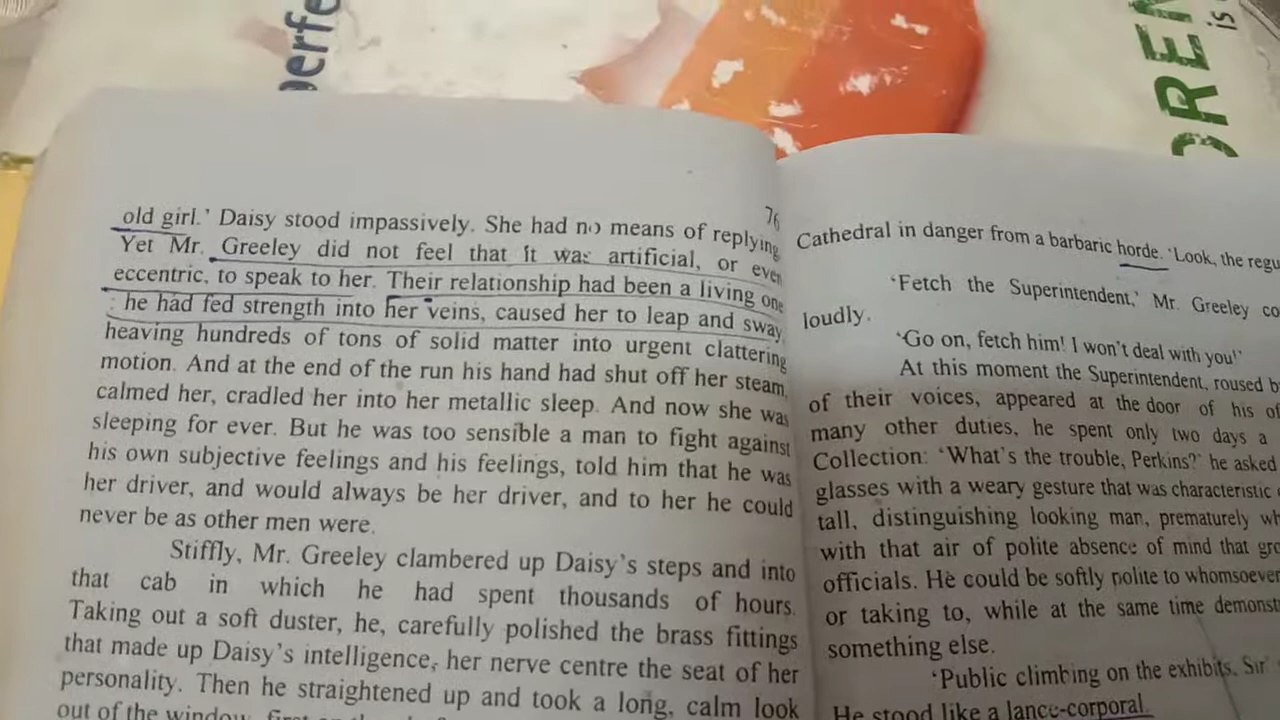 perfe
OREN
is
76
old girl.' Daisy stood impassively. She had no means of replying.
Yet Mr. Greeley did not feel that it was artificial, or even
eccentric, to speak to her. Their relationship had been a living one
: he had fed strength into her veins, caused her to leap and sway,
heaving hundreds of tons of solid matter into urgent clattering
motion. And at the end of the run his hand had shut off her steam,
calmed her, cradled her into her metallic sleep. And now she was
sleeping for ever. But he was too sensible a man to fight against
his own subjective feelings and his feelings, told him that he was
her driver, and would always be her driver, and to her he could
never be as other men were.
Stiffly, Mr. Greeley clambered up Daisy's steps and into
that cab in which he had spent thousands of hours.
Taking out a soft duster, he, carefully polished the brass fittings
that made up Daisy's intelligence, her nerve centre the seat of her
personality. Then he straightened up and took a long, calm look
out of the window, first on the
Cathedral in danger from a barbaric horde. 'Look, the regu
'Fetch the Superintendent,' Mr. Greeley co
loudly.
'Go on, fetch him! I won't deal with you!'
At this moment the Superintendent, roused b
of their voices, appeared at the door of his of
many other duties, he spent only two days a
Collection: 'What's the trouble, Perkins?' he asked
glasses with a weary gesture that was characteristic
tall, distinguishing looking man, prematurely wh
with that air of polite absence of mind that gro
officials. He could be softly polite to whomsoever
or taking to, while at the same time demonst
something else.
'Public climbing on the exhibits, Sir'
He stood like a lance-corporal.